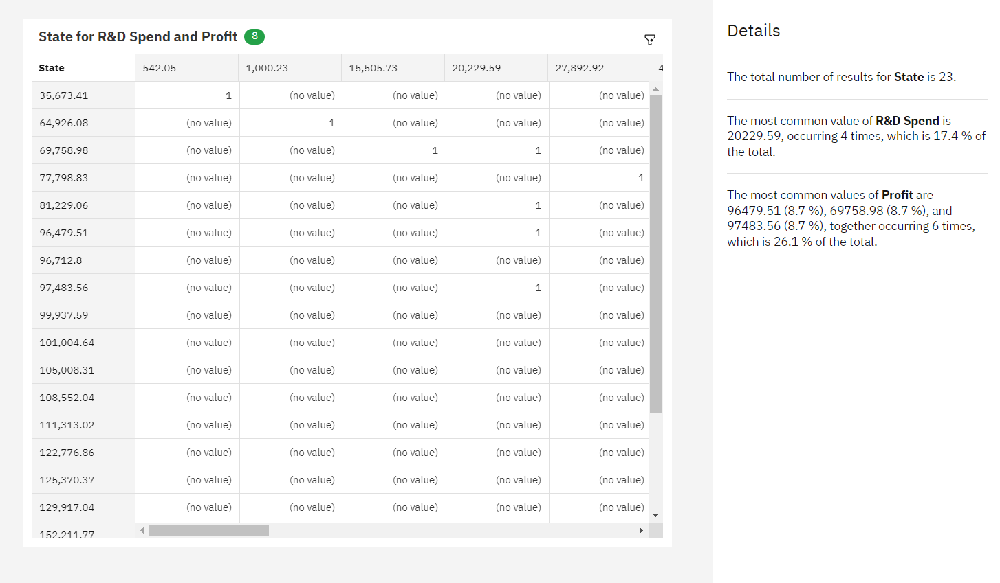 State for R&D Spend and Profit 8
State 542.05 1,000.23 15,505.73 20,229.59 27,892.92 4
35,673.41 1 (no value) (no value) (no value) (no value)
64,926.08 (no value) 1 (no value) (no value) (no value)
69,758.98 (no value) (no value) 1 1 (no value)
77,798.83 (no value) (no value) (no value) (no value) 1
81,229.06 (no value) (no value) (no value) 1 (no value)
96,479.51 (no value) (no value) (no value) 1 (no value)
96,712.8 (no value) (no value) (no value) (no value) (no value)
97,483.56 (no value) (no value) (no value) 1 (no value)
99,937.59 (no value) (no value) (no value) (no value) (no value)
101,004.64 (no value) (no value) (no value) (no value) (no value)
105,008.31 (no value) (no value) (no value) (no value) (no value)
108,552.04 (no value) (no value) (no value) (no value) (no value)
111,313.02 (no value) (no value) (no value) (no value) (no value)
122,776.86 (no value) (no value) (no value) (no value) (no value)
125,370.37 (no value) (no value) (no value) (no value) (no value)
129,917.04 (no value) (no value) (no value) (no value) (no value)
152,211.77
Details
The total number of results for State is 23.
The most common value of R&D Spend is
20229.59, occurring 4 times, which is 17.4 % of
the total.
The most common values of Profit are
96479.51 (8.7 %), 69758.98 (8.7 %), and
97483.56 (8.7 %), together occurring 6 times,
which is 26.1 % of the total.